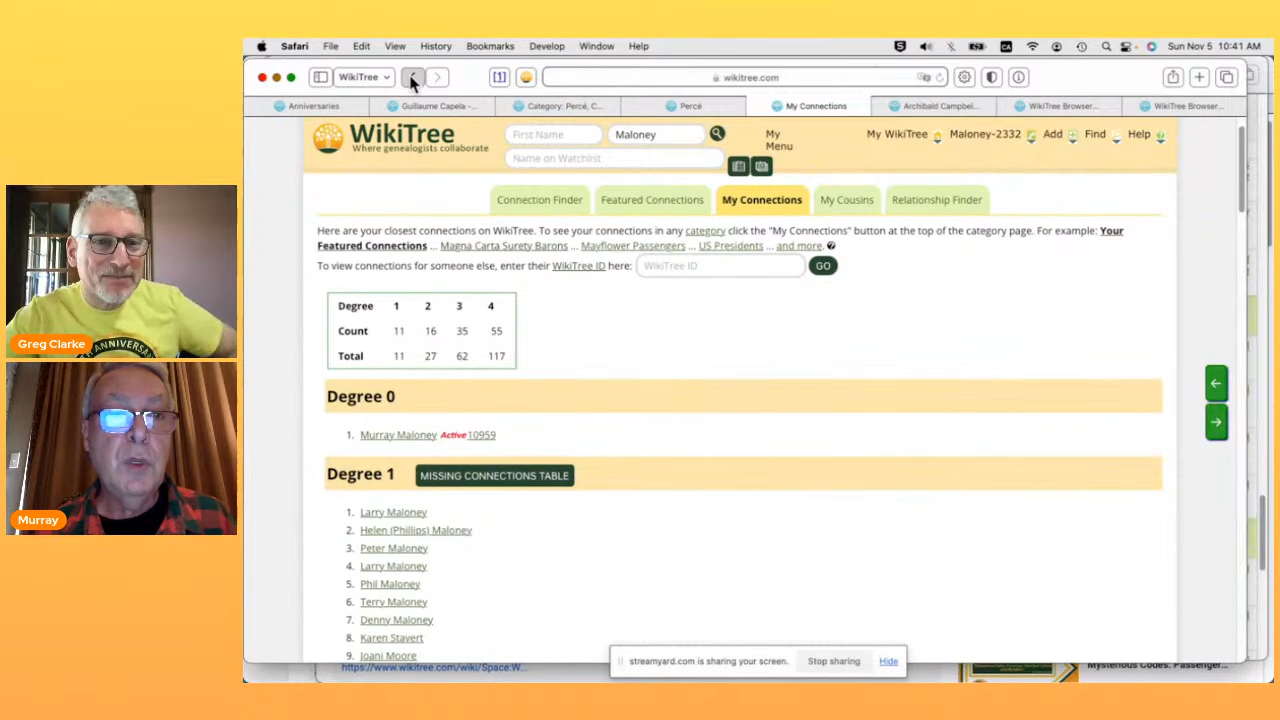 Safari File Edit View History Bookmarks Develop Window Help
CA
Sun Nov 5 10:41 AM
WikiTree
[1]
wikitree.com
Anniversaries
Guillaume Capela –...
Category: Percé, C...
Percé
My Connections
Archibald Campbel...
WikiTree Browser...
WikiTree Browser...
WikiTree
Where genealogists collaborate
First Name
Maloney
Name on Watchlist
My Menu
My WikiTree
Maloney-2332
Add
Find
Help
Connection Finder
Featured Connections
My Connections
My Cousins
Relationship Finder
Here are your closest connections on WikiTree. To see your connections in any category click the "My Connections" button at the top of the category page. For example: Your
Featured Connections ... Magna Carta Surety Barons ... Mayflower Passengers ... US Presidents ... and more.
To view connections for someone else, enter their WikiTree ID here: WikiTree ID GO
Degree 1 2 3 4
Count 11 16 35 55
Total 11 27 62 117
Degree 0
1. Murray Maloney Active 10959
Degree 1 MISSING CONNECTIONS TABLE
1. Larry Maloney
2. Helen (Phillips) Maloney
3. Peter Maloney
4. Larry Maloney
5. Phil Maloney
6. Terry Maloney
7. Denny Maloney
8. Karen Stavert
9. Joani Moore
https://www.wikitree.com/wiki/Space:W...
streamyard.com is sharing your screen. Stop sharing Hide
Mysterious Codes: Passenger...
Greg Clarke
ANNIVERSAR
Murray